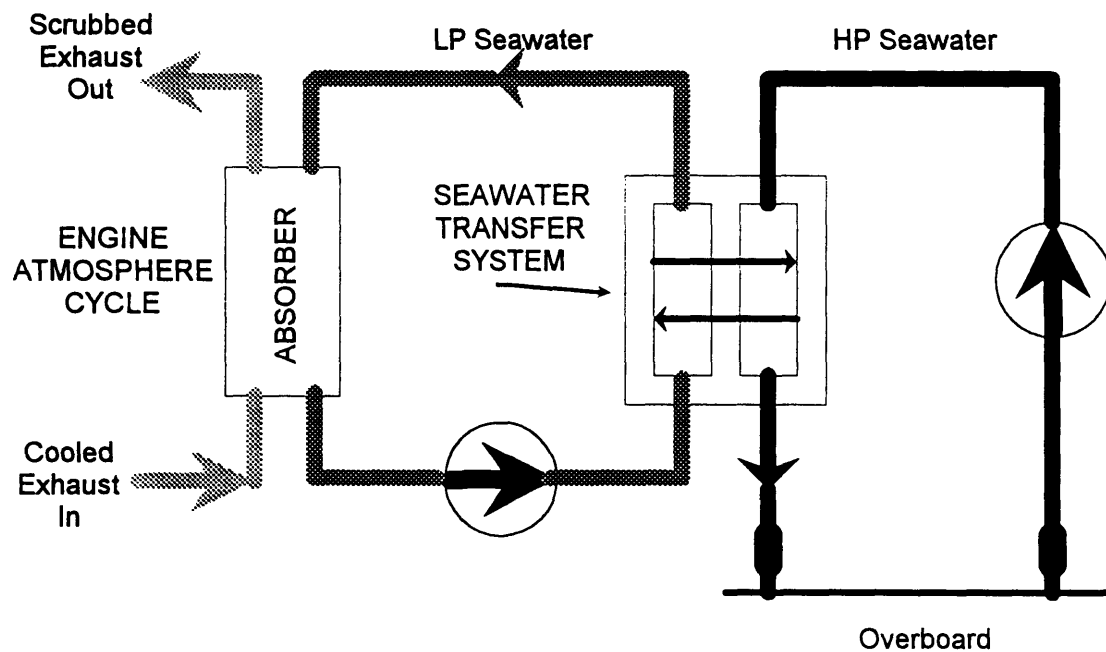 Scrubbed
Exhaust
Out
LP Seawater
HP Seawater
SEAWATER
TRANSFER
SYSTEM
ENGINE
ATMOSPHERE
CYCLE
ABSORBER
Cooled
Exhaust
In
Overboard